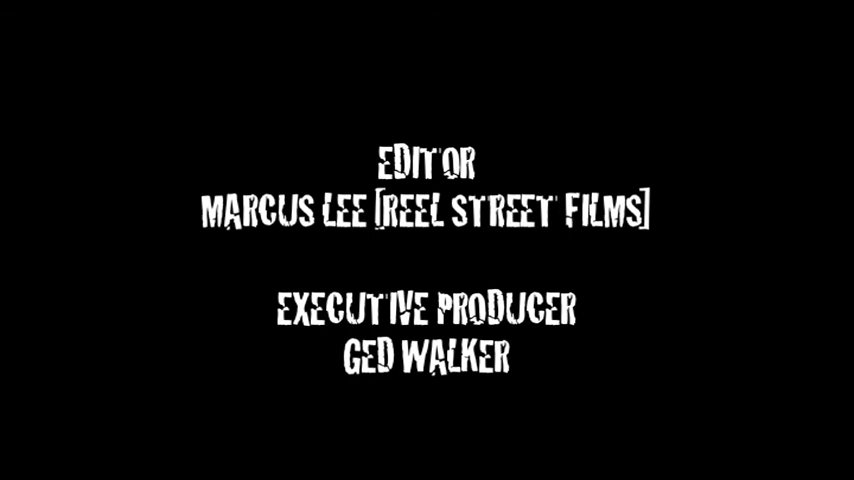 EDITOR
MARCUS LEE [REEL STREET FILMS]
EXECUTIVE PRODUCER
GED WALKER